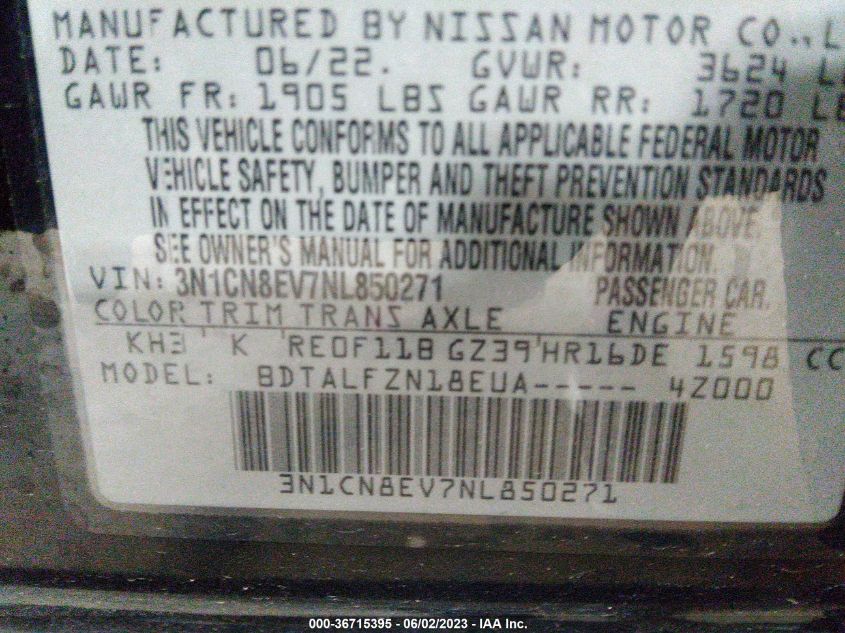 MANUFACTURED BY NISSAN MOTOR CO., L
DATE: 06/22. GVWR: 3624 L
GAWR FR: 1905 LBS GAWR RR: 1720 LB
THIS VEHICLE CONFORMS TO ALL APPLICABLE FEDERAL MOTOR
VEHICLE SAFETY, BUMPER AND THEFT PREVENTION STANDARDS
IN EFFECT ON THE DATE OF MANUFACTURE SHOWN ABOVE.
SEE OWNER'S MANUAL FOR ADDITIONAL INFORMATION.
VIN: 3N1CN8EV7NL850271 PASSENGER CAR.
COLOR TRIM TRANS AXLE ENGINE
KH3 ' K 'RE0F11B GZ39'HR16DE 1598 CC
MODEL: BDTALFZN18EUA----- 4Z000
3N1CN8EV7NL850271
000-36715395 - 06/02/2023 - IAA Inc.